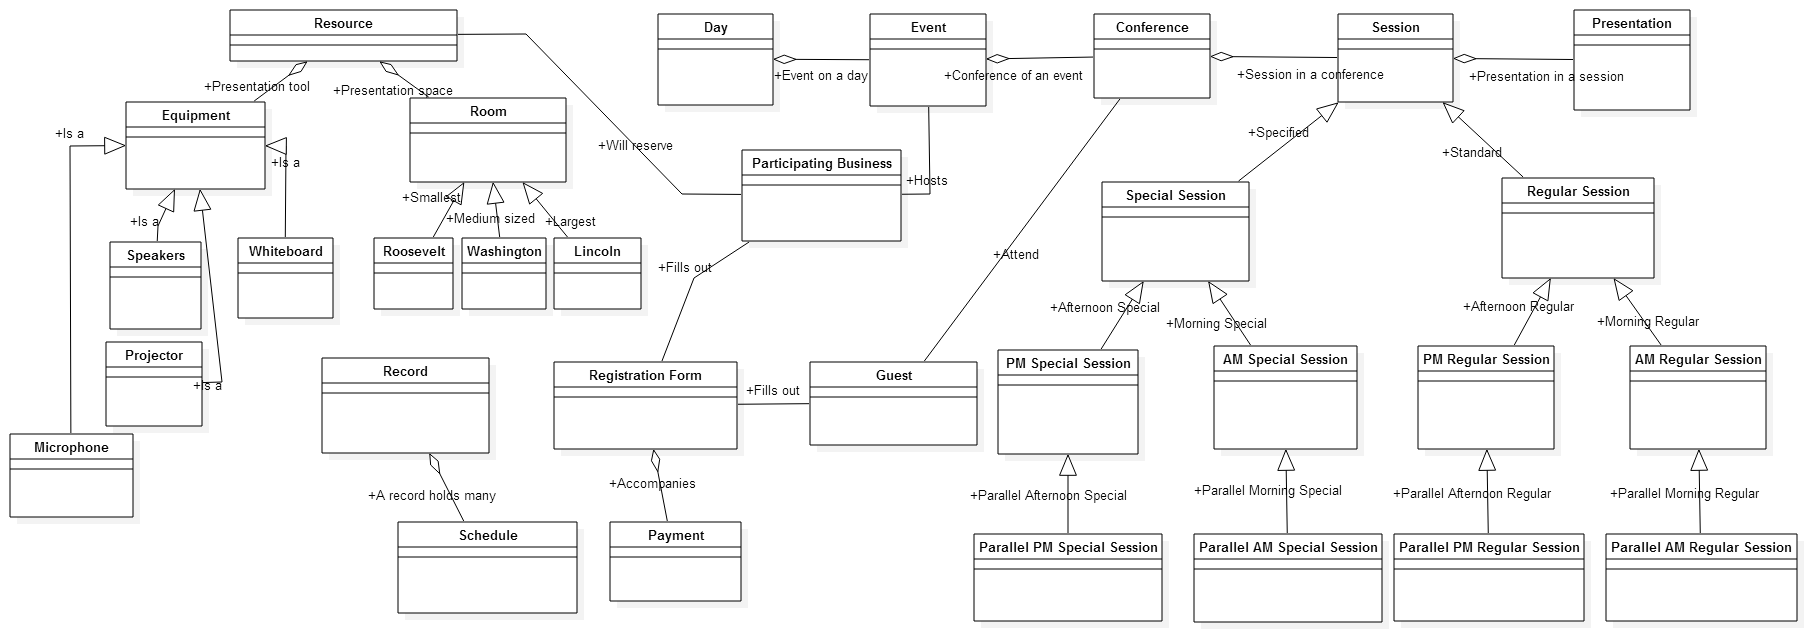 Resource
Day
Event
Conference
Session
Presentation
+Event on a day
+Conference of an event
+Session in a conference
+Presentation in a session
+Presentation tool
+Presentation space
Equipment
Room
+Is a
+Is a
+Will reserve
Participating Business
+Hosts
+Specified
+Standard
Special Session
Regular Session
+Smallest
+Medium sized
+Largest
+Is a
Speakers
Whiteboard
Roosevelt
Washington
Lincoln
+Fills out
+Attend
+Afternoon Special
+Morning Special
+Afternoon Regular
+Morning Regular
Projector
+Is a
Record
Registration Form
+Fills out
Guest
PM Special Session
AM Special Session
PM Regular Session
AM Regular Session
Microphone
+A record holds many
+Accompanies
+Parallel Afternoon Special
+Parallel Morning Special
+Parallel Afternoon Regular
+Parallel Morning Regular
Schedule
Payment
Parallel PM Special Session
Parallel AM Special Session
Parallel PM Regular Session
Parallel AM Regular Session